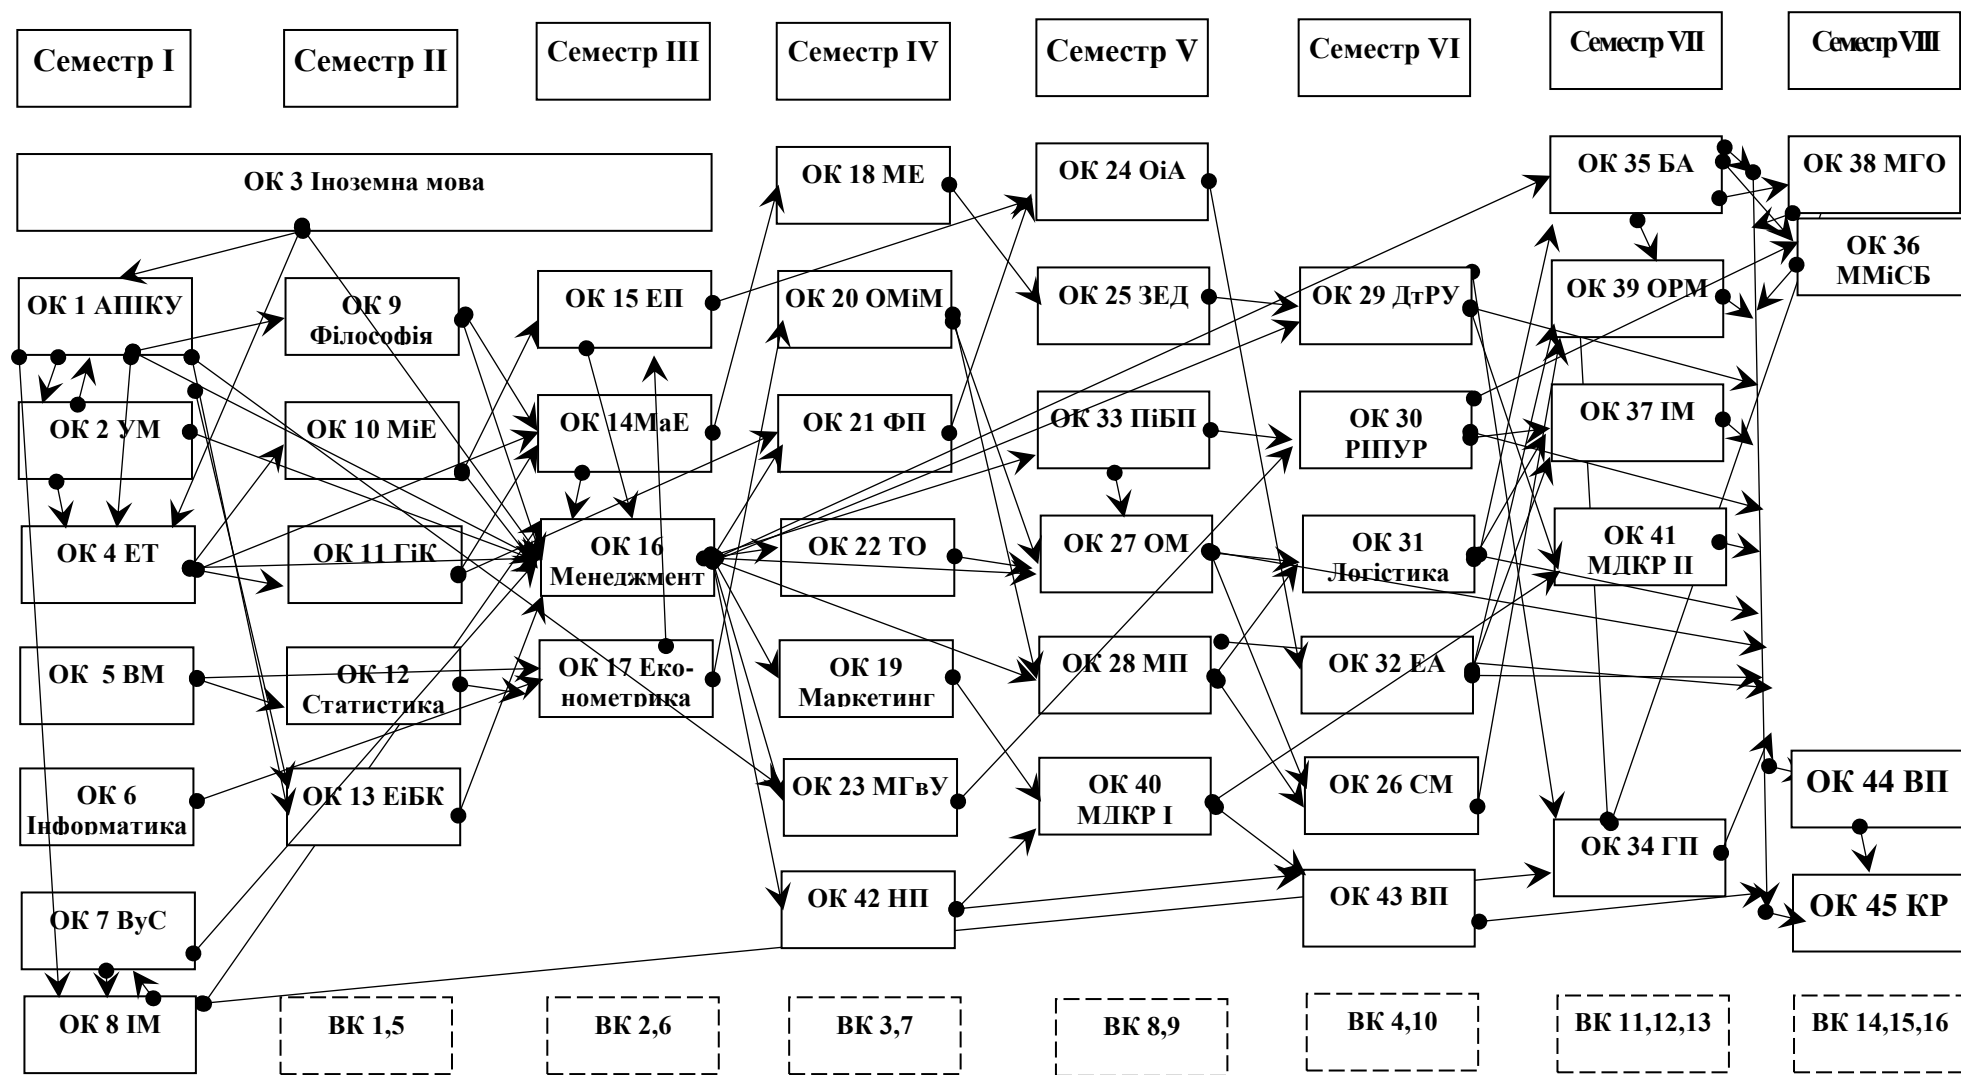 Семестр I
Семестр II
Семестр III
Семестр IV
Семестр V
Семестр VI
Семестр VII
Семестр VIII
ОК 3 Іноземна мова
ОК 18 МЕ
ОК 24 ОіА
ОК 35 БА
ОК 38 МГО
ОК 1 АПІКУ
ОК 9
Філософія
ОК 15 ЕП
ОК 20 ОМіМ
ОК 25 ЗЕД
ОК 29 ДтРУ
ОК 39 ОРМ
ОК 36
ММіСБ
ОК 2 УМ
ОК 10 МіЕ
ОК 14МаЕ
ОК 21 ФП
ОК 33 ПіБП
ОК 30
РІПУР
ОК 37 ІМ
ОК 4 ЕТ
ОК 11 ГіК
ОК 16
Менеджмент
ОК 22 ТО
ОК 27 ОМ
ОК 31
Логістика
ОК 41
МДКР ІІ
ОК 5 ВМ
ОК 12
Статистика
ОК 17 Еко-
нометрика
ОК 19
Маркетинг
ОК 28 МП
ОК 32 ЕА
ОК 6
Інформатика
ОК 13 ЕіБК
ОК 23 МГвУ
ОК 40
МДКР І
ОК 26 СМ
ОК 34 ГП
ОК 44 ВП
ОК 7 ВуС
ОК 42 НП
ОК 43 ВП
ОК 45 КР
ОК 8 ІМ
ВК 1,5
ВК 2,6
ВК 3,7
ВК 8,9
ВК 4,10
ВК 11,12,13
ВК 14,15,16